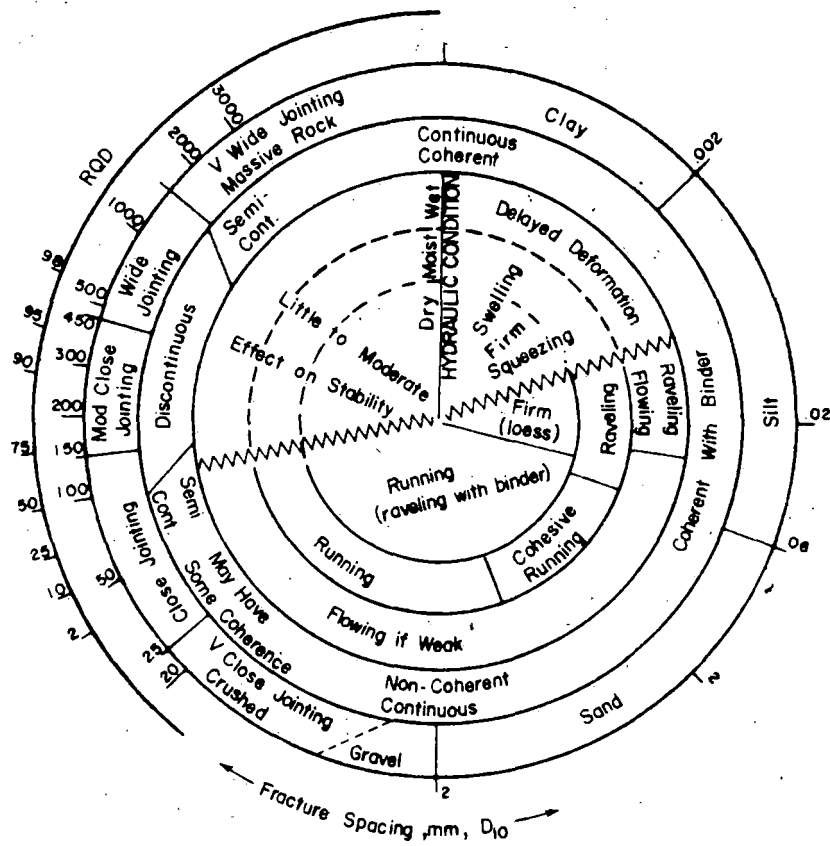 RQD
98
95
90
75
50
25
10
2
3000
2000
1000
500
450
300
200
150
100
50
25
20
V Wide Jointing
Massive Rock
Wide
Jointing
Mod Close
Jointing
Close Jointing
V Close Jointing
Crushed
Gravel
2
Sand
.2
.1
.06
Silt
.02
.002
Clay
Continuous
Coherent
Semi-
Cont.
Discontinuous
Semi
Cont
May Have
Some Coherence
Non-Coherent
Continuous
Coherent With Binder
Wet
Moist
Dry
HYDRAULIC CONDITION
Delayed Deformation
Swelling
Firm
Squeezing
Little to Moderate
Effect on Stability
Firm
(loess)
Raveling
Raveling
Flowing
Running
(raveling with binder)
Cohesive
Running
Running
Flowing if Weak
Fracture Spacing, mm, D10